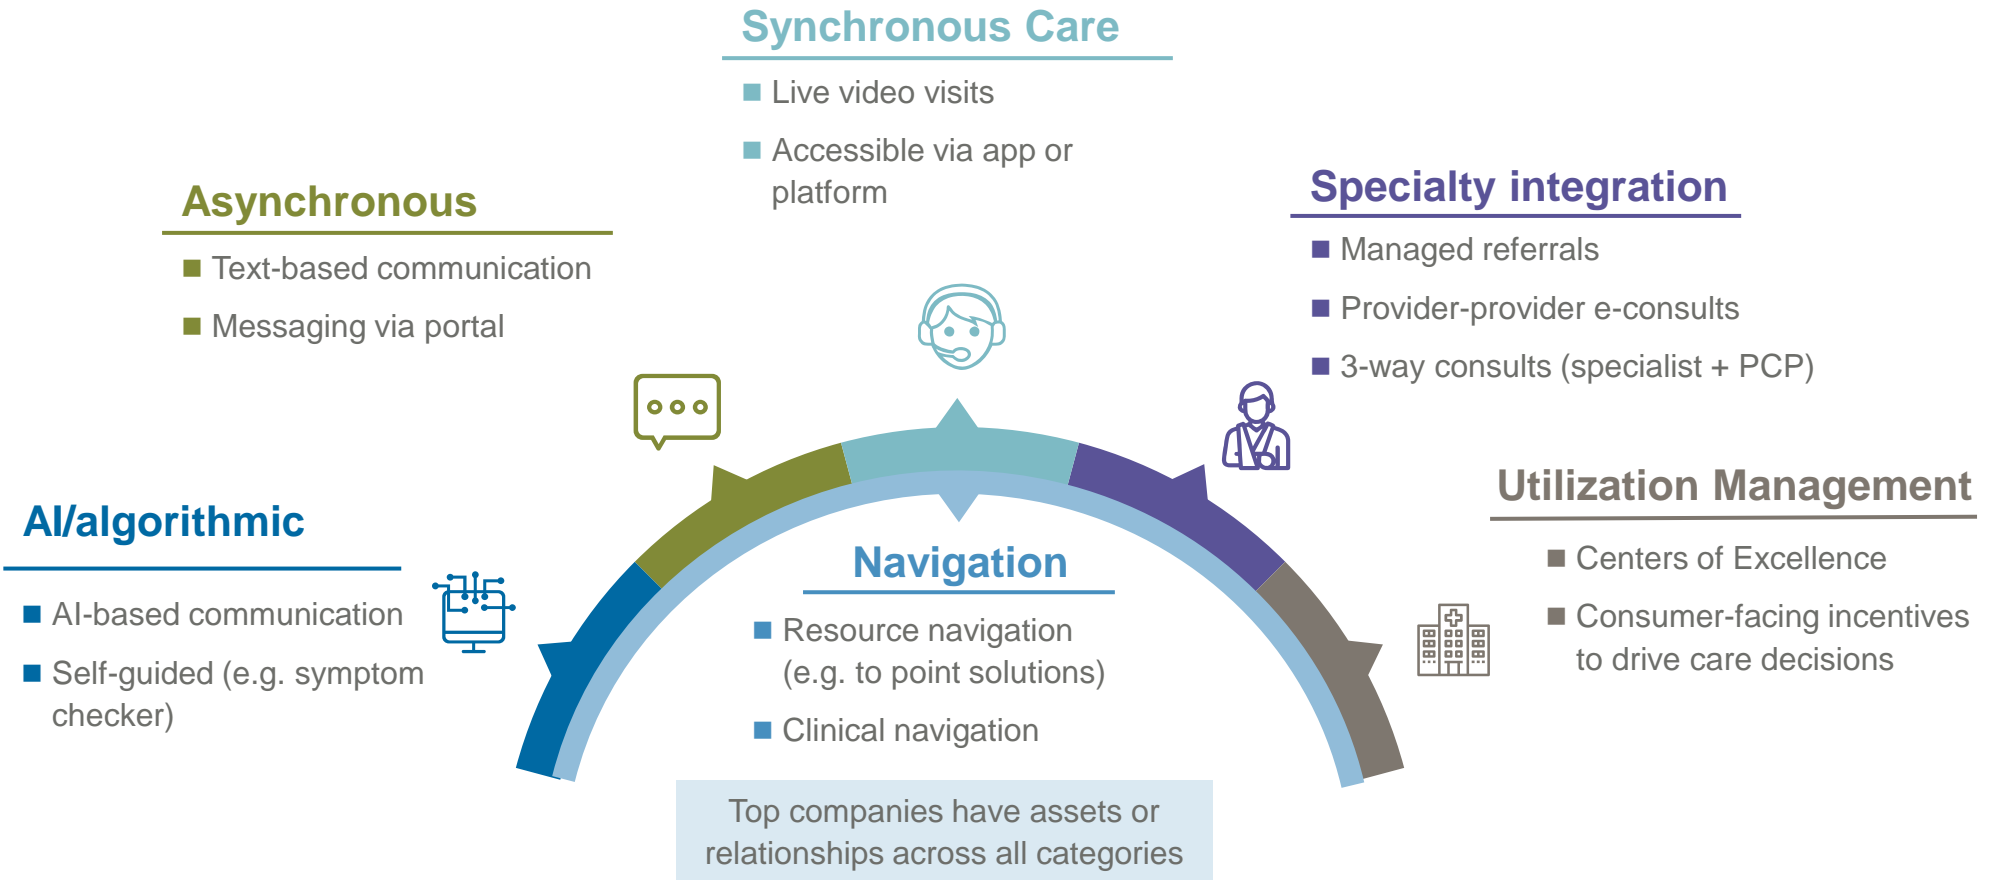 Synchronous Care
Live video visits
Accessible via app or
platform
Asynchronous
Text-based communication
Messaging via portal
Specialty integration
Managed referrals
Provider-provider e-consults
3-way consults (specialist + PCP)
AI/algorithmic
AI-based communication
Self-guided (e.g. symptom
checker)
Navigation
Resource navigation
(e.g. to point solutions)
Clinical navigation
Utilization Management
Centers of Excellence
Consumer-facing incentives
to drive care decisions
Top companies have assets or
relationships across all categories